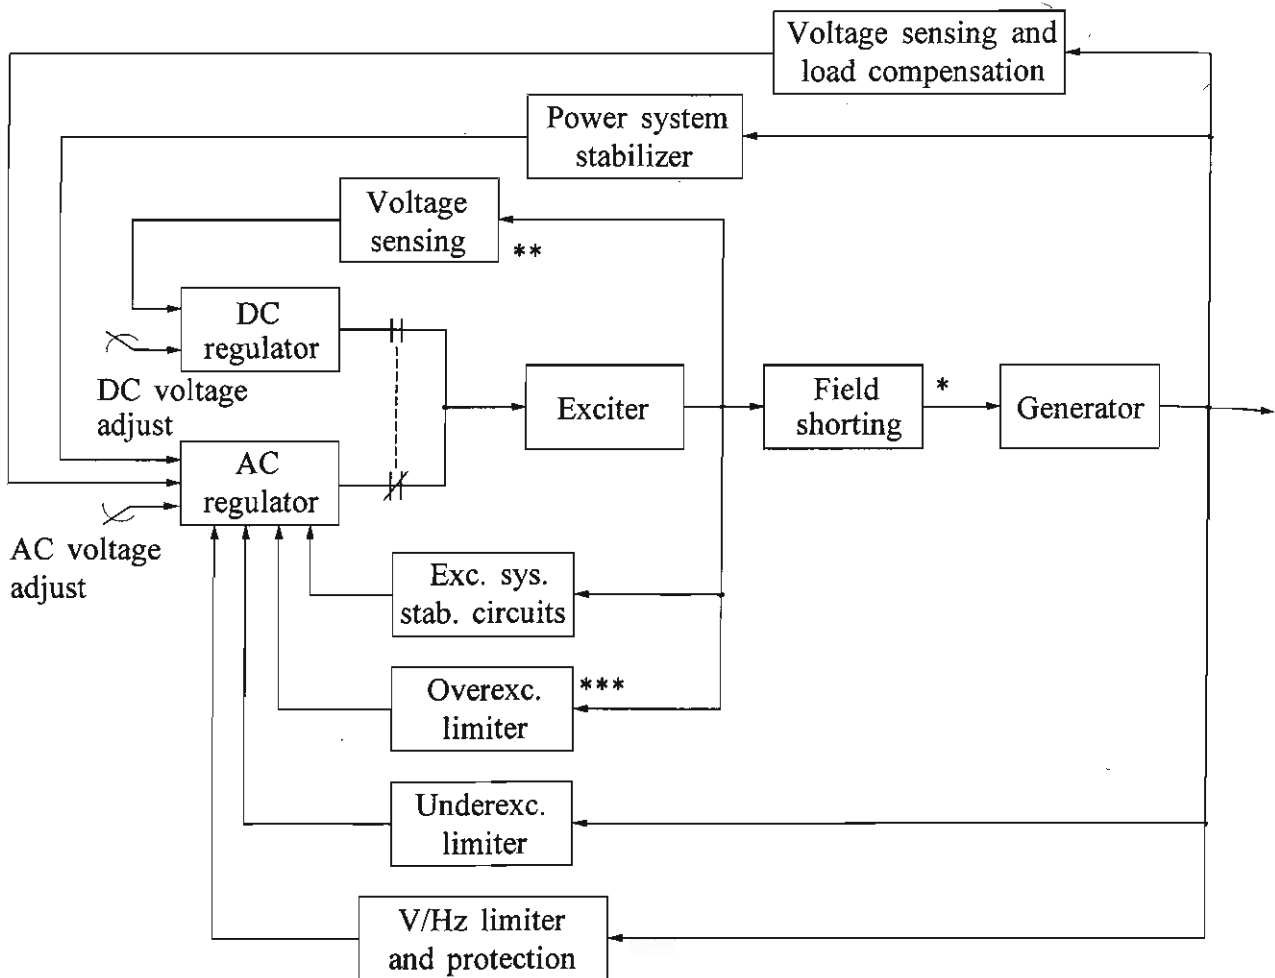 Voltage sensing and
load compensation
Power system
stabilizer
Voltage
sensing
**
DC
regulator
DC voltage
adjust
Exciter
Field
shorting
*
Generator
AC
regulator
AC voltage
adjust
Exc. sys.
stab. circuits
Overexc.
limiter
***
Underexc.
limiter
V/Hz limiter
and protection